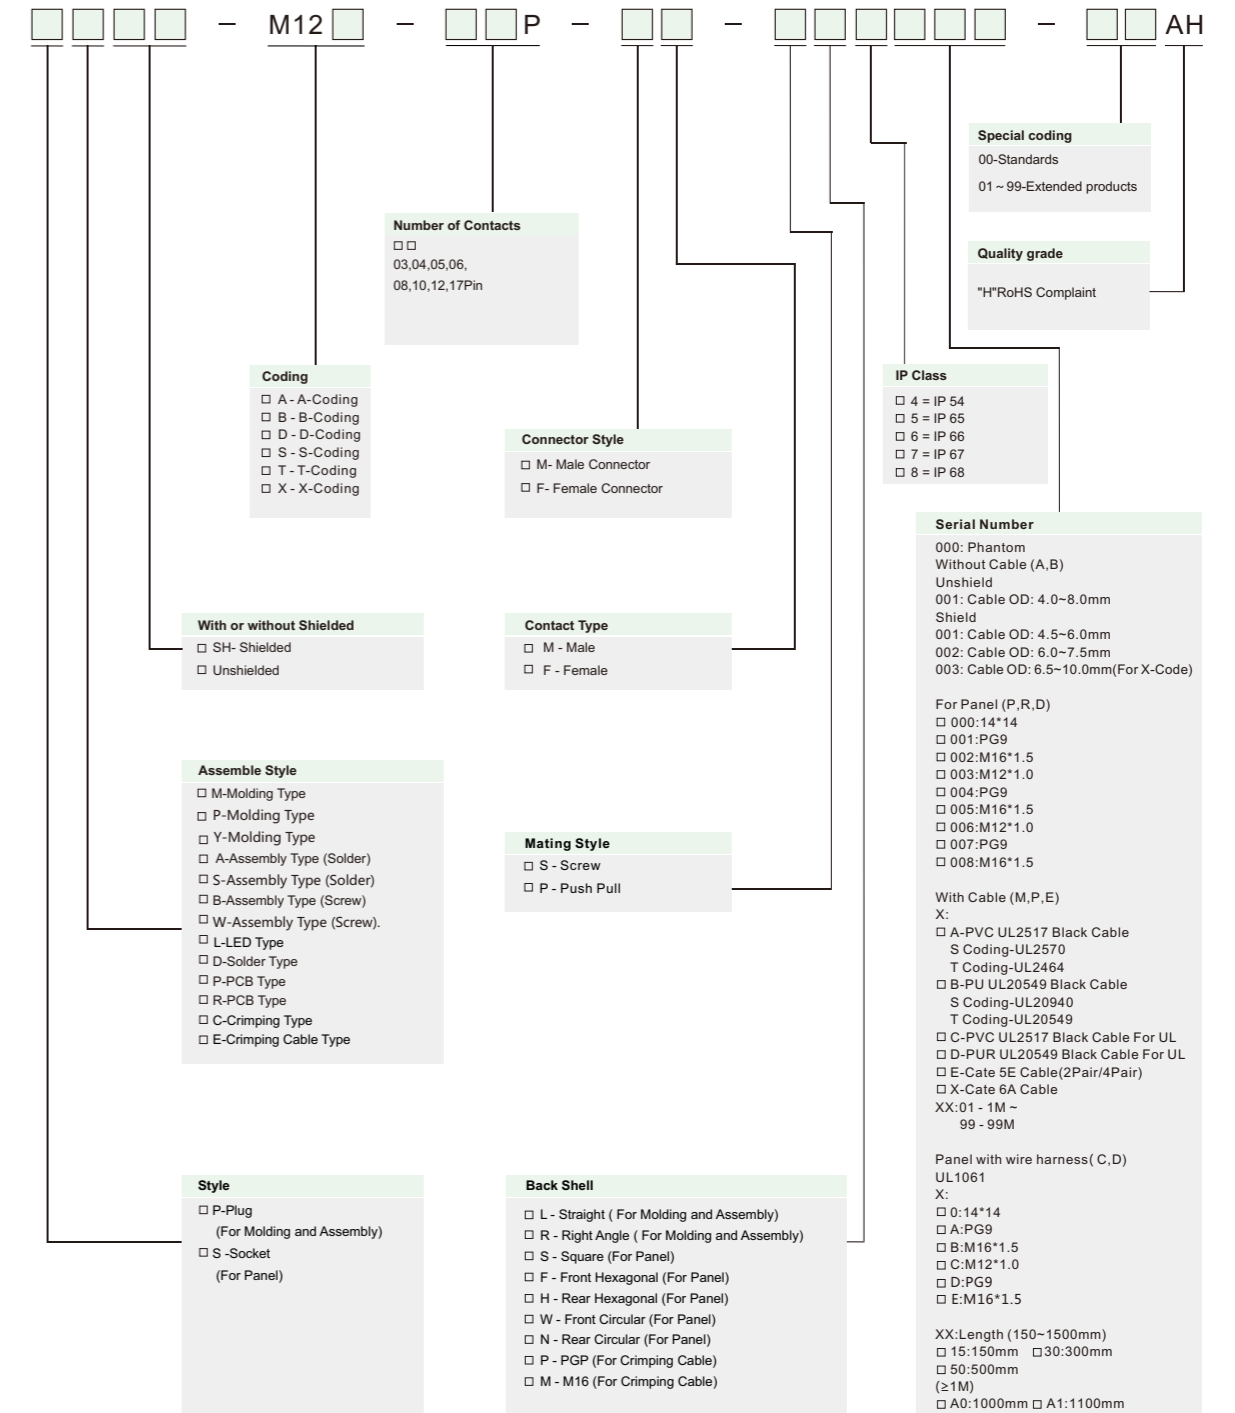 – M12 – P – – – AH
Special coding
00-Standards
01 ~ 99-Extended products
Number of Contacts
□ □
03,04,05,06,
08,10,12,17Pin
Quality grade
"H"RoHS Complaint
Coding
□ A - A-Coding
□ B - B-Coding
□ D - D-Coding
□ S - S-Coding
□ T - T-Coding
□ X - X-Coding
IP Class
□ 4 = IP 54
□ 5 = IP 65
□ 6 = IP 66
□ 7 = IP 67
□ 8 = IP 68
Connector Style
□ M- Male Connector
□ F- Female Connector
With or without Shielded
□ SH- Shielded
□ Unshielded
Contact Type
□ M - Male
□ F - Female
Assemble Style
□ M-Molding Type
□ P-Molding Type
□ Y-Molding Type
□ A-Assembly Type (Solder)
□ S-Assembly Type (Solder)
□ B-Assembly Type (Screw)
□ W-Assembly Type (Screw).
□ L-LED Type
□ D-Solder Type
□ P-PCB Type
□ R-PCB Type
□ C-Crimping Type
□ E-Crimping Cable Type
Mating Style
□ S - Screw
□ P - Push Pull
Style
□ P-Plug
(For Molding and Assembly)
□ S -Socket
(For Panel)
Back Shell
□ L - Straight ( For Molding and Assembly)
□ R - Right Angle ( For Molding and Assembly)
□ S - Square (For Panel)
□ F - Front Hexagonal (For Panel)
□ H - Rear Hexagonal (For Panel)
□ W - Front Circular (For Panel)
□ N - Rear Circular (For Panel)
□ P - PGP (For Crimping Cable)
□ M - M16 (For Crimping Cable)
Serial Number
000: Phantom
Without Cable (A,B)
Unshield
001: Cable OD: 4.0~8.0mm
Shield
001: Cable OD: 4.5~6.0mm
002: Cable OD: 6.0~7.5mm
003: Cable OD: 6.5~10.0mm(For X-Code)
For Panel (P,R,D)
□ 000:14*14
□ 001:PG9
□ 002:M16*1.5
□ 003:M12*1.0
□ 004:PG9
□ 005:M16*1.5
□ 006:M12*1.0
□ 007:PG9
□ 008:M16*1.5
With Cable (M,P,E)
X:
□ A-PVC UL2517 Black Cable
S Coding-UL2570
T Coding-UL2464
□ B-PU UL20549 Black Cable
S Coding-UL20940
T Coding-UL20549
□ C-PVC UL2517 Black Cable For UL
□ D-PUR UL20549 Black Cable For UL
□ E-Cate 5E Cable(2Pair/4Pair)
□ X-Cate 6A Cable
XX:01 - 1M ~
99 - 99M
Panel with wire harness( C,D)
UL1061
X:
□ 0:14*14
□ A:PG9
□ B:M16*1.5
□ C:M12*1.0
□ D:PG9
□ E:M16*1.5
XX:Length (150~1500mm)
□ 15:150mm □30:300mm
□ 50:500mm
(≥1M)
□ A0:1000mm □ A1:1100mm